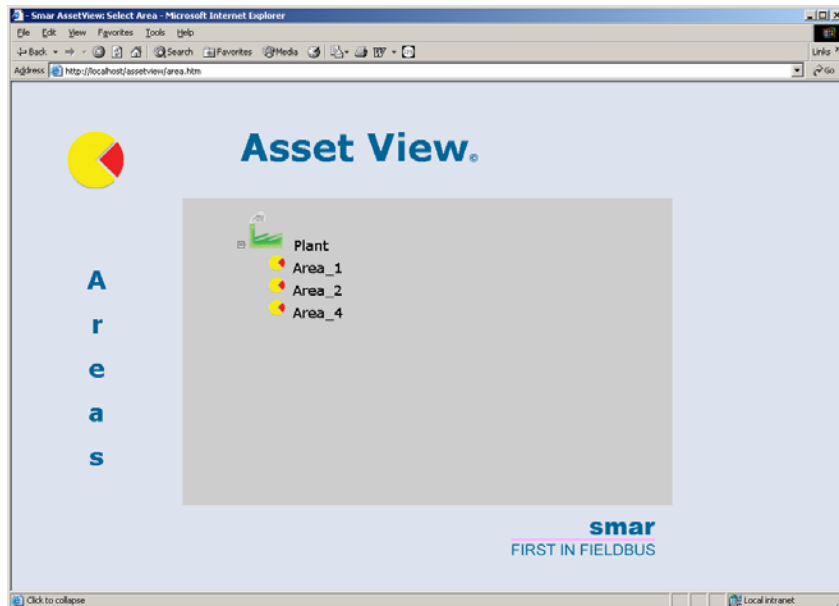 - Smar AssetView: Select Area - Microsoft Internet Explorer
File Edit View Favorites Tools Help
Back Search Favorites Media
Links »
Address http://localhost/assetview/area.htm Go
Asset View©
Plant
Area_1
Area_2
Area_4
A
r
e
a
s
smar
FIRST IN FIELDBUS
Click to collapse Local intranet